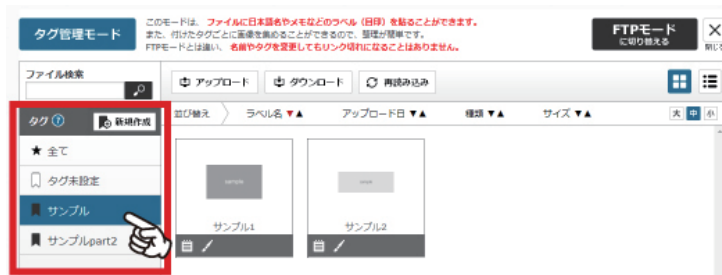 タグ管理モード
このモードは、ファイルに日本語名やメモなどのラベル（目印）を貼ることができます。
また、付けたタグごとに画像を集めることができるので、整理が簡単です。
FTPモードとは違い、名前やタグを変更してもリンク切れになることはありません。
FTPモード
に切り替える
閉じる
ファイル検索
アップロード
ダウンロード
再読み込み
タグ ? 新規作成
並び替え ラベル名 ▼▲ アップロード日 ▼▲ 種類 ▼▲ サイズ ▼▲ 大 中 小
★ 全て
タグ未設定
サンプル
サンプルpart2
sample
サンプル1
サンプル2